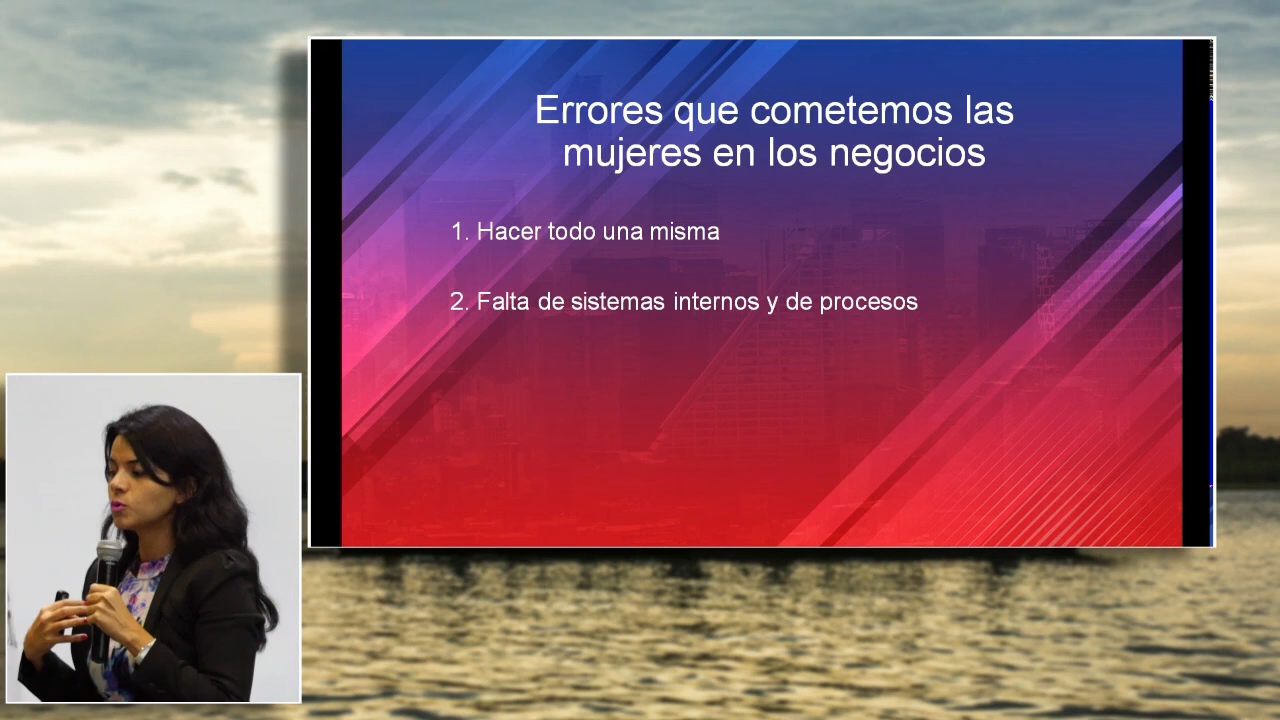 Errores que cometemos las
mujeres en los negocios
1. Hacer todo una misma
2. Falta de sistemas internos y de procesos